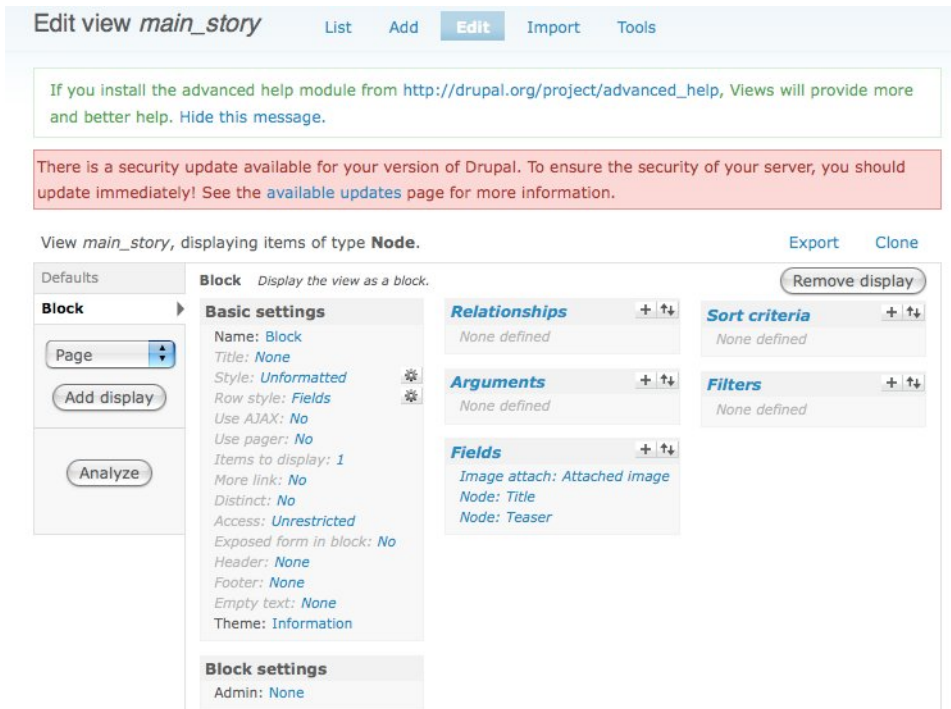 Edit view main_story List Add Edit Import Tools
If you install the advanced help module from http://drupal.org/project/advanced_help, Views will provide more
and better help. Hide this message.
There is a security update available for your version of Drupal. To ensure the security of your server, you should
update immediately! See the available updates page for more information.
View main_story, displaying items of type Node. Export Clone
Defaults
Block
Page
Add display
Analyze
Block Display the view as a block. Remove display
Basic settings
Name: Block
Title: None
Style: Unformatted
Row style: Fields
Use AJAX: No
Use pager: No
Items to display: 1
More link: No
Distinct: No
Access: Unrestricted
Exposed form in block: No
Header: None
Footer: None
Empty text: None
Theme: Information
Block settings
Admin: None
Relationships
None defined
Arguments
None defined
Fields
Image attach: Attached image
Node: Title
Node: Teaser
Sort criteria
None defined
Filters
None defined